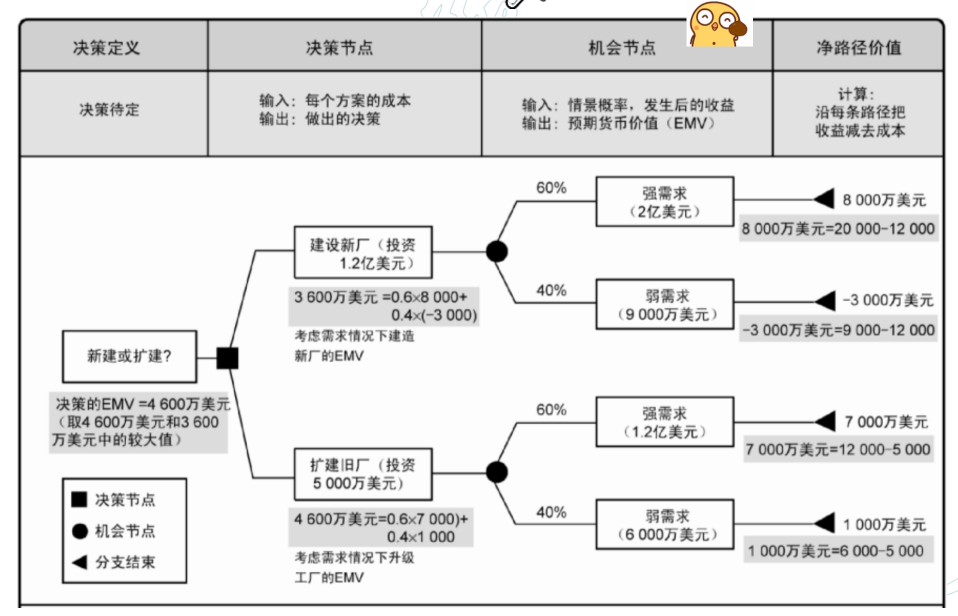 决策定义
决策节点
机会节点
净路径价值
决策待定
输入：每个方案的成本
输出：做出的决策
输入：情景概率，发生后的收益
输出：预期货币价值（EMV）
计算：
沿每条路径把
收益减去成本
60%
强需求
（2亿美元）
8 000万美元
8 000万美元=20 000−12 000
建设新厂（投资
1.2亿美元）
3 600万美元 =0.6×8 000+
0.4×(−3 000)
考虑需求情况下建造
新厂的EMV
40%
弱需求
（9 000万美元）
−3 000万美元
−3 000万美元=9 000−12 000
新建或扩建?
决策的EMV =4 600万美元
（取4 600万美元和3 600
万美元中的较大值）
60%
强需求
（1.2亿美元）
7 000万美元
7 000万美元=12 000−5 000
扩建旧厂（投资
5 000万美元）
4 600万美元=0.6×7 000)+
0.4×1 000
考虑需求情况下升级
工厂的EMV
40%
弱需求
（6 000万美元）
1 000万美元
1 000万美元=6 000−5 000
决策节点
机会节点
分支结束